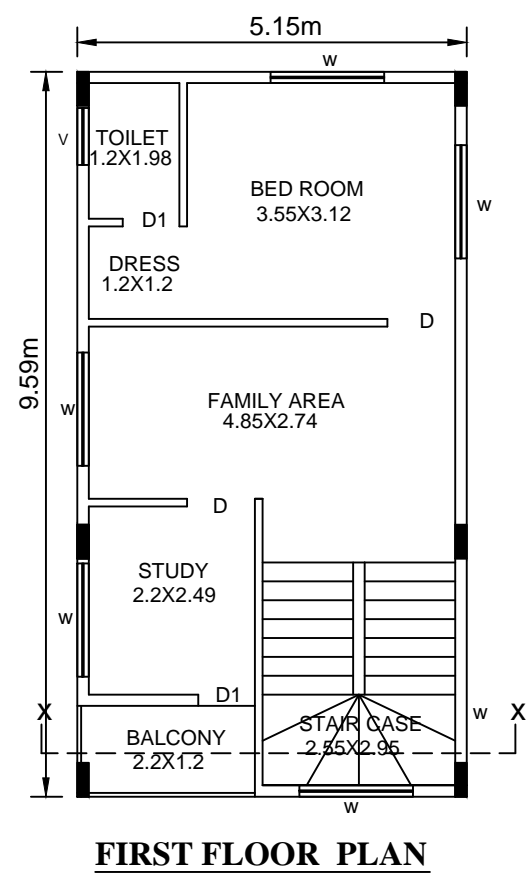 5.15m
W
V
TOILET
1.2X1.98
BED ROOM
3.55X3.12
W
D1
DRESS
1.2X1.2
D
9.59m
W
FAMILY AREA
4.85X2.74
D
STUDY
2.2X2.49
W
D1
X
STAIR CASE
2.55X2.95
W
X
BALCONY
2.2X1.2
W
FIRST FLOOR PLAN